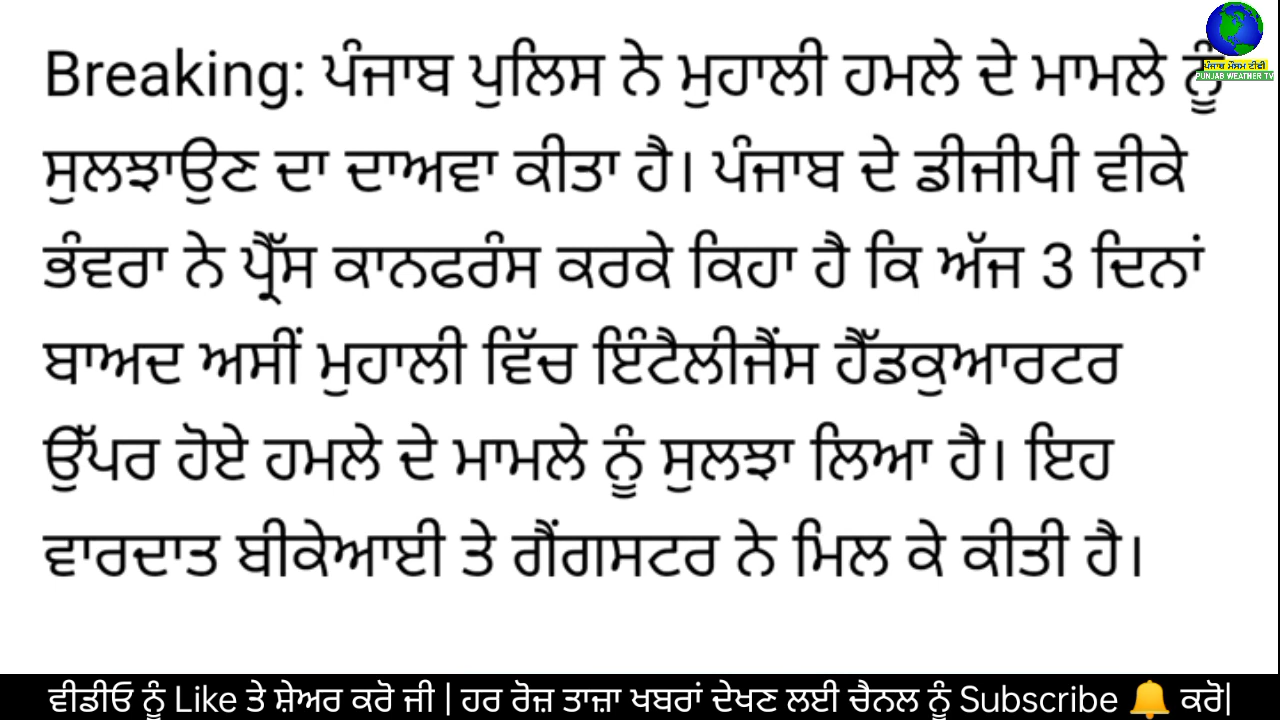 Breaking: ਪੰਜਾਬ ਪੁਲਿਸ ਨੇ ਮੁਹਾਲੀ ਹਮਲੇ ਦੇ ਮਾਮਲੇ ਨੂੰ
ਸੁਲਝਾਉਣ ਦਾ ਦਾਅਵਾ ਕੀਤਾ ਹੈ। ਪੰਜਾਬ ਦੇ ਡੀਜੀਪੀ ਵੀਕੇ
ਭੰਵਰਾ ਨੇ ਪ੍ਰੈੱਸ ਕਾਨਫਰੰਸ ਕਰਕੇ ਕਿਹਾ ਹੈ ਕਿ ਅੱਜ 3 ਦਿਨਾਂ
ਬਾਅਦ ਅਸੀਂ ਮੁਹਾਲੀ ਵਿੱਚ ਇੰਟੈਲੀਜੈਂਸ ਹੈੱਡਕੁਆਰਟਰ
ਉੱਪਰ ਹੋਏ ਹਮਲੇ ਦੇ ਮਾਮਲੇ ਨੂੰ ਸੁਲਝਾ ਲਿਆ ਹੈ। ਇਹ
ਵਾਰਦਾਤ ਬੀਕੇਆਈ ਤੇ ਗੈਂਗਸਟਰ ਨੇ ਮਿਲ ਕੇ ਕੀਤੀ ਹੈ।
ਪੰਜਾਬ ਮੌਸਮ ਟੀਵੀ
PUNJAB WEATHER TV
ਵੀਡੀਓ ਨੂੰ Like ਤੇ ਸ਼ੇਅਰ ਕਰੋ ਜੀ | ਹਰ ਰੋਜ਼ ਤਾਜ਼ਾ ਖਬਰਾਂ ਦੇਖਣ ਲਈ ਚੈਨਲ ਨੂੰ Subscribe 🔔 ਕਰੋ|